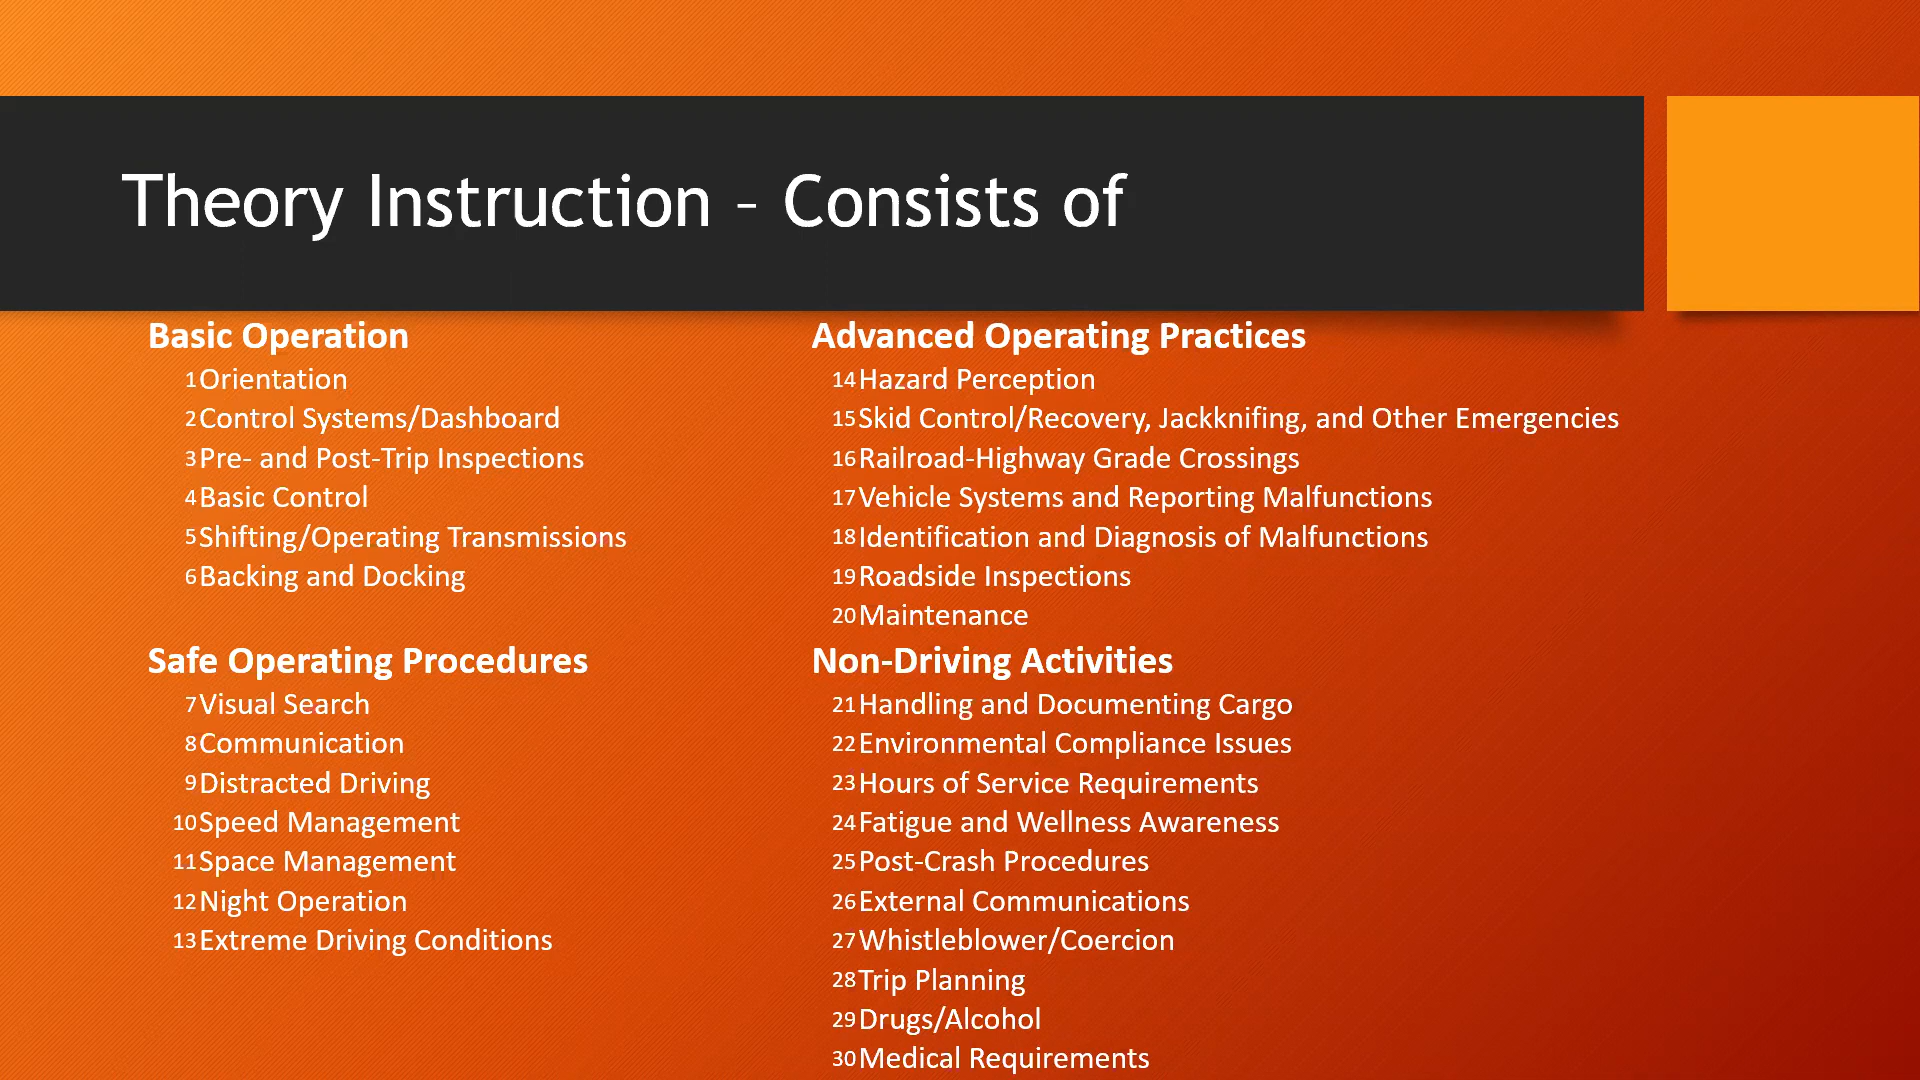 Theory Instruction – Consists of
Basic Operation
1 Orientation
2 Control Systems/Dashboard
3 Pre- and Post-Trip Inspections
4 Basic Control
5 Shifting/Operating Transmissions
6 Backing and Docking
Safe Operating Procedures
7 Visual Search
8 Communication
9 Distracted Driving
10 Speed Management
11 Space Management
12 Night Operation
13 Extreme Driving Conditions
Advanced Operating Practices
14 Hazard Perception
15 Skid Control/Recovery, Jackknifing, and Other Emergencies
16 Railroad-Highway Grade Crossings
17 Vehicle Systems and Reporting Malfunctions
18 Identification and Diagnosis of Malfunctions
19 Roadside Inspections
20 Maintenance
Non-Driving Activities
21 Handling and Documenting Cargo
22 Environmental Compliance Issues
23 Hours of Service Requirements
24 Fatigue and Wellness Awareness
25 Post-Crash Procedures
26 External Communications
27 Whistleblower/Coercion
28 Trip Planning
29 Drugs/Alcohol
30 Medical Requirements